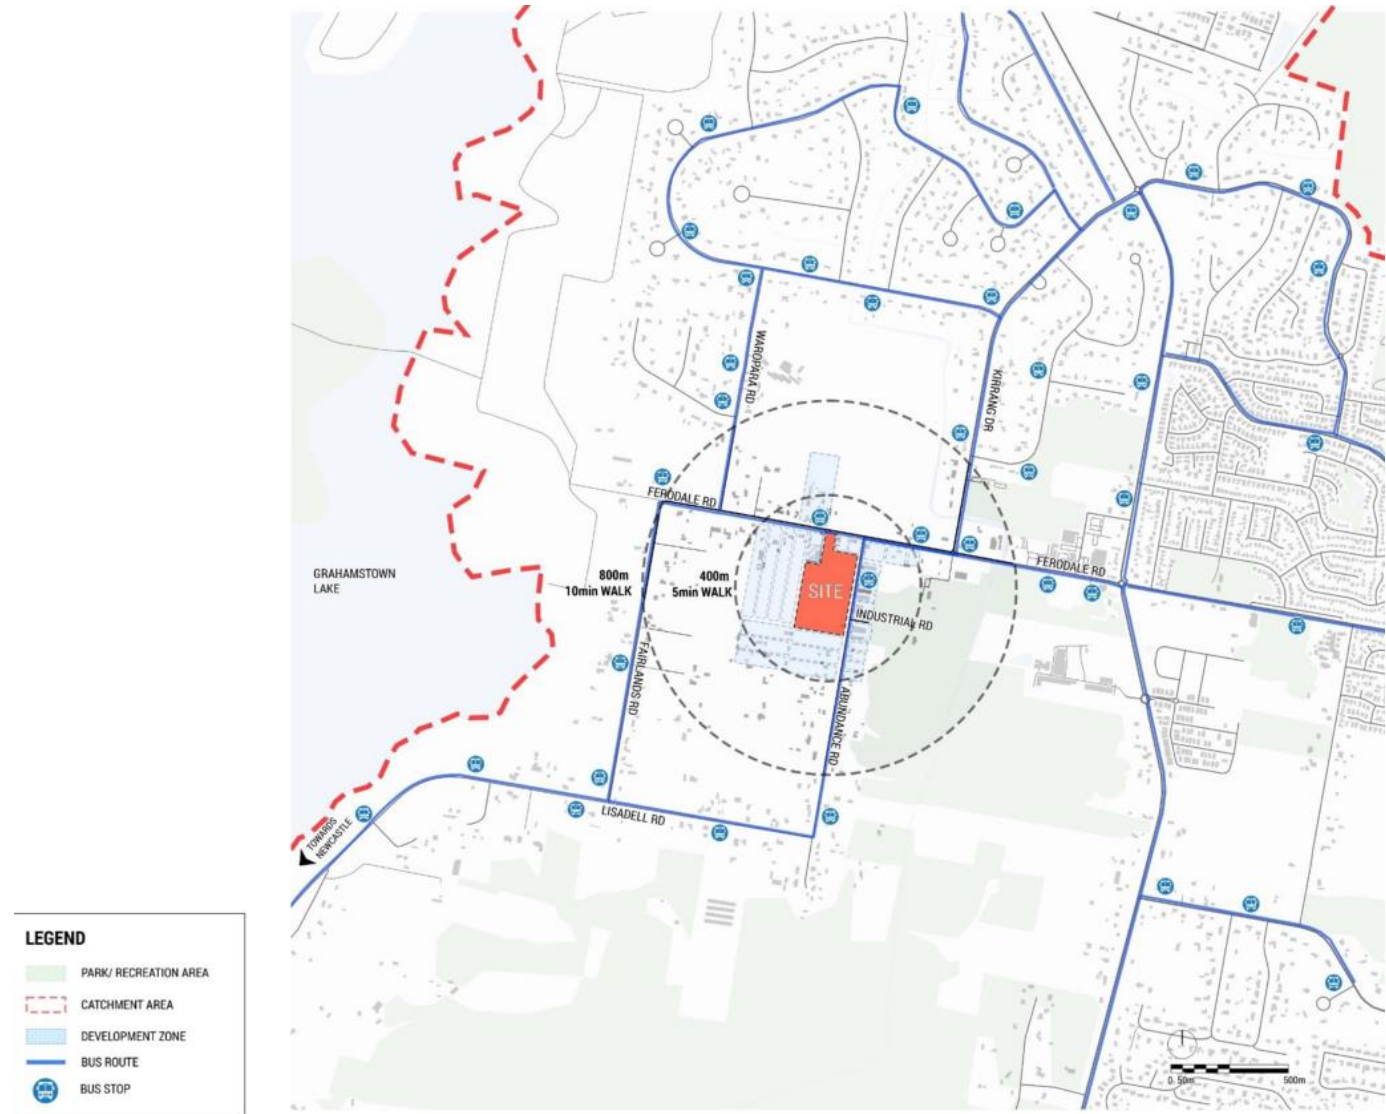 WAROPARA RD
KIRRANG DR
FERODALE RD
GRAHAMSTOWN
LAKE
800m
10min WALK
400m
5min WALK
SITE
FERODALE RD
INDUSTRIAL RD
FAIRLANDS RD
ABUNDANCE RD
LISADELL RD
TOWARDS
NEWCASTLE
0 50m 500m
LEGEND
PARK/ RECREATION AREA
CATCHMENT AREA
DEVELOPMENT ZONE
BUS ROUTE
BUS STOP